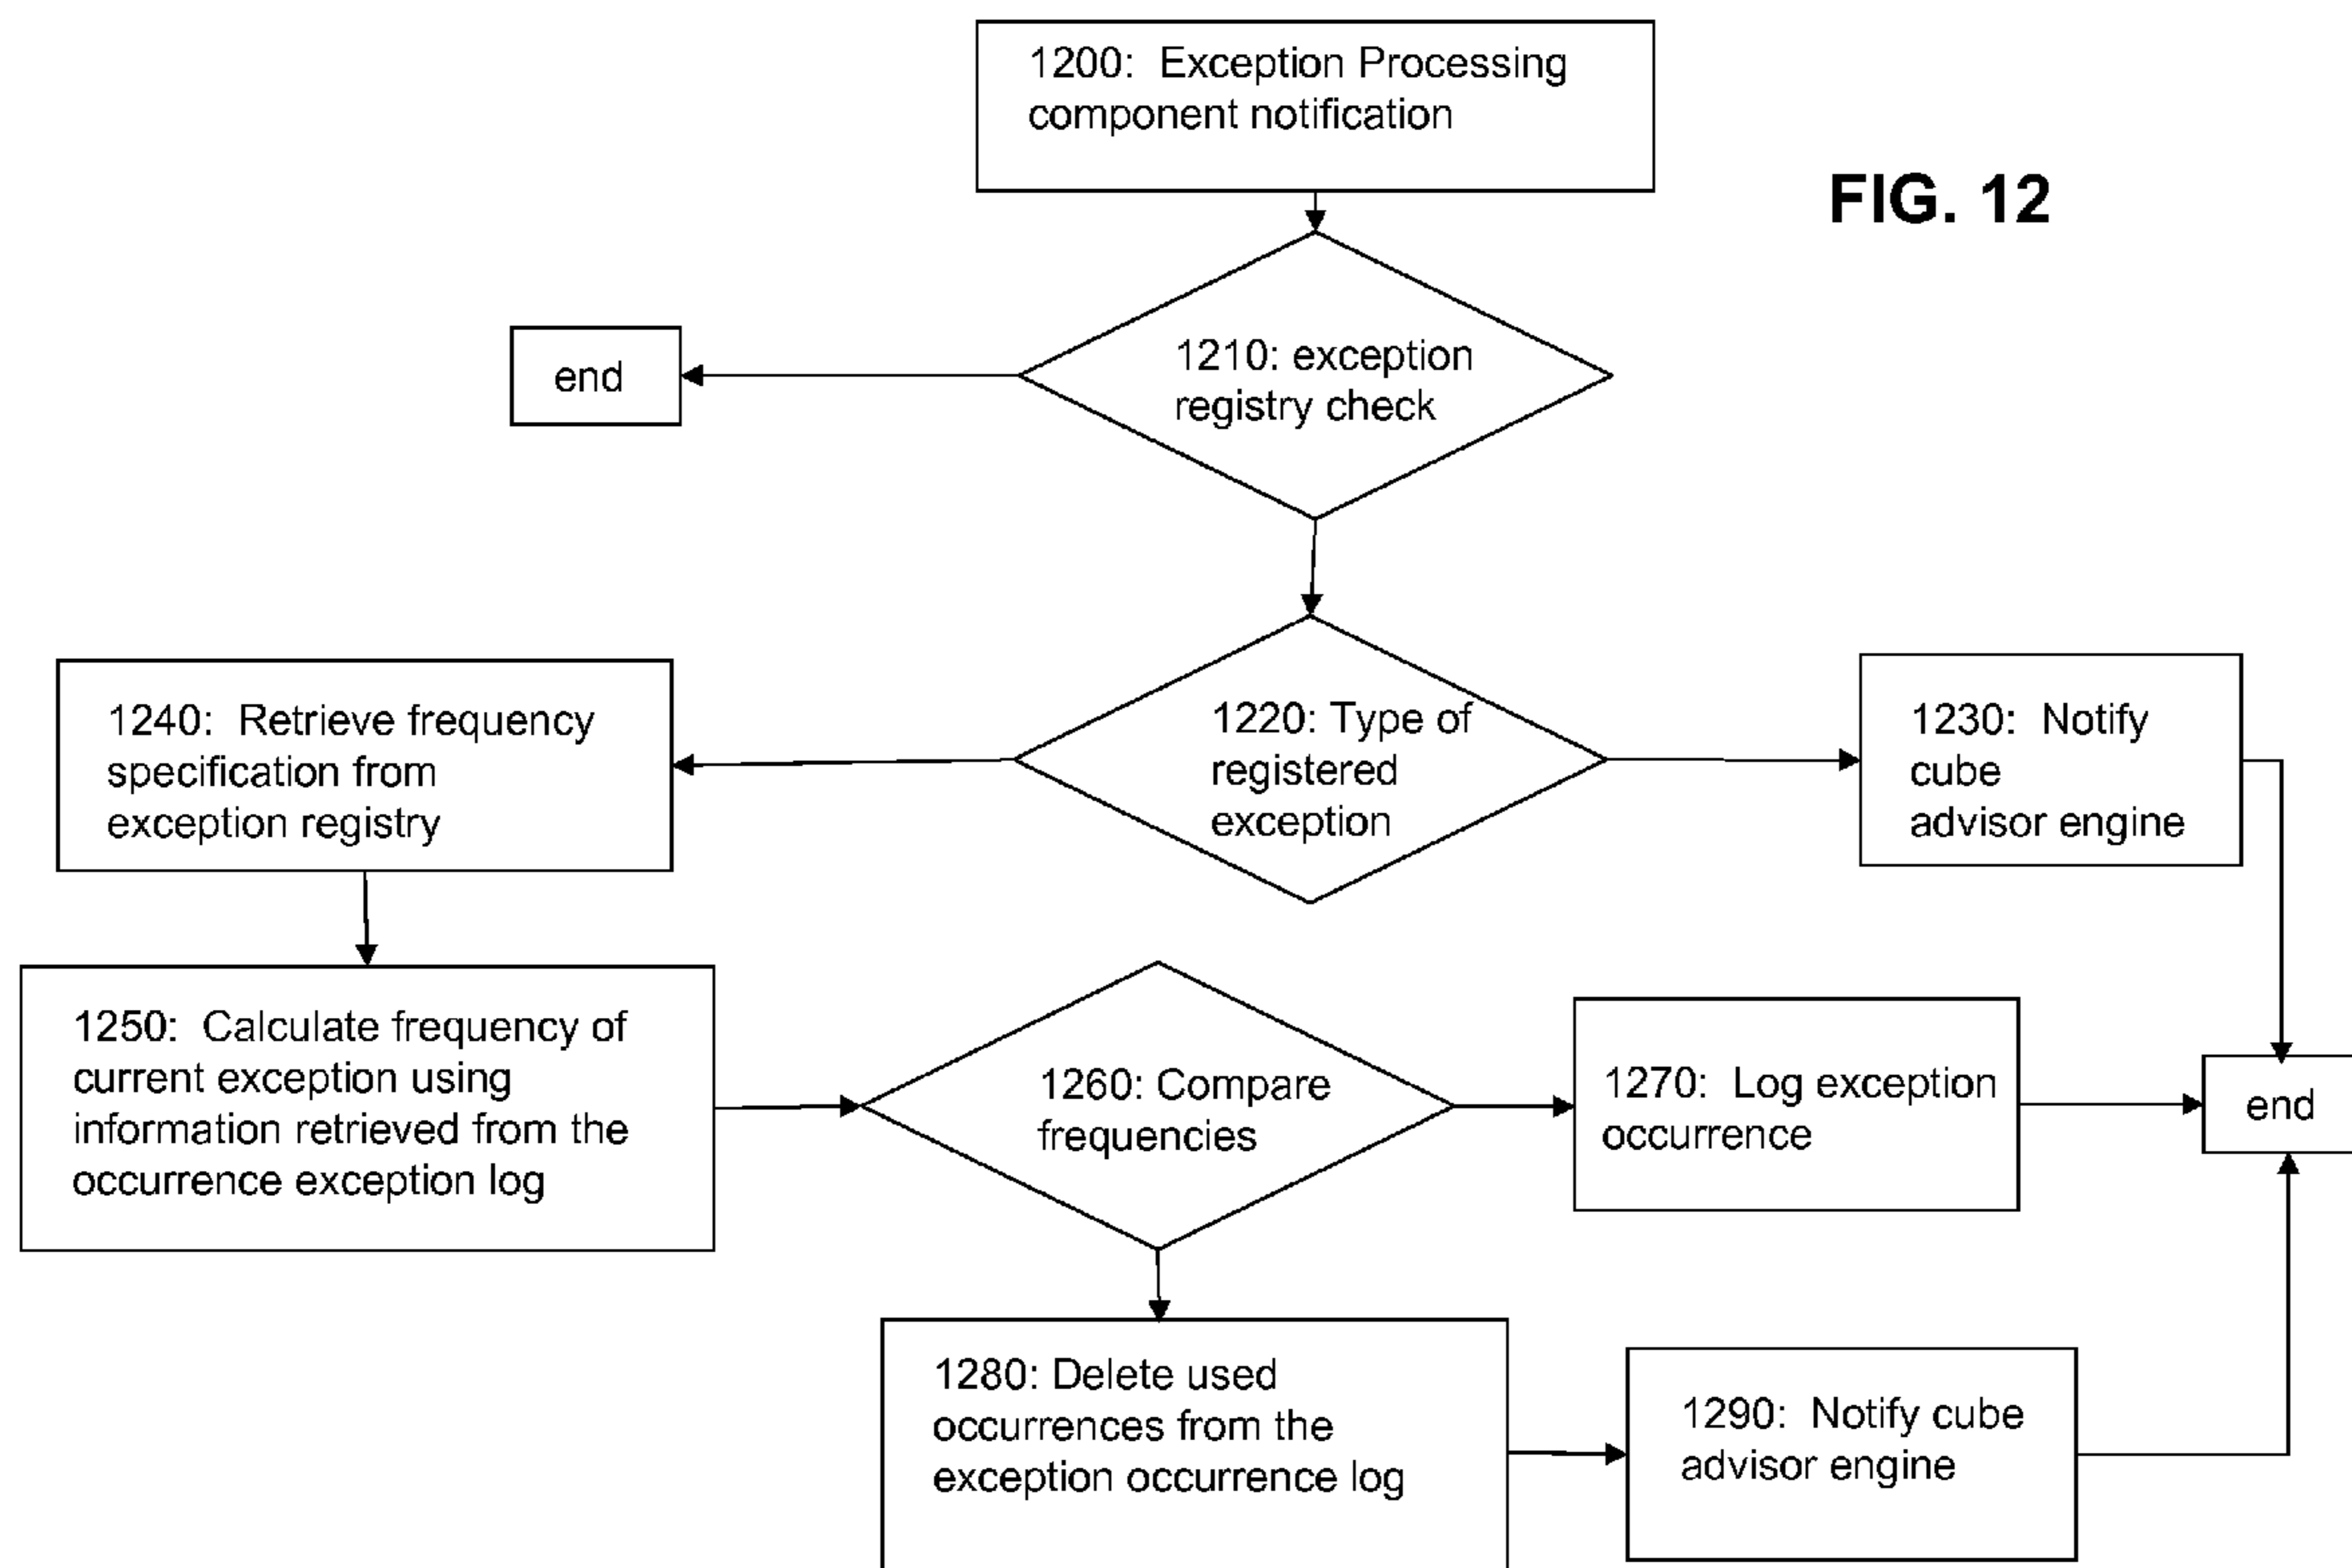 1200:  Exception Processing
component notification
FIG. 12
1210: exception
registry check
end
1220: Type of
registered
exception
1230:  Notify
cube
advisor engine
1240:  Retrieve frequency
specification from
exception registry
1250:  Calculate frequency of
current exception using
information retrieved from the
occurrence exception log
1260: Compare
frequencies
1270:  Log exception
occurrence
end
1280: Delete used
occurrences from the
exception occurrence log
1290:  Notify cube
advisor engine